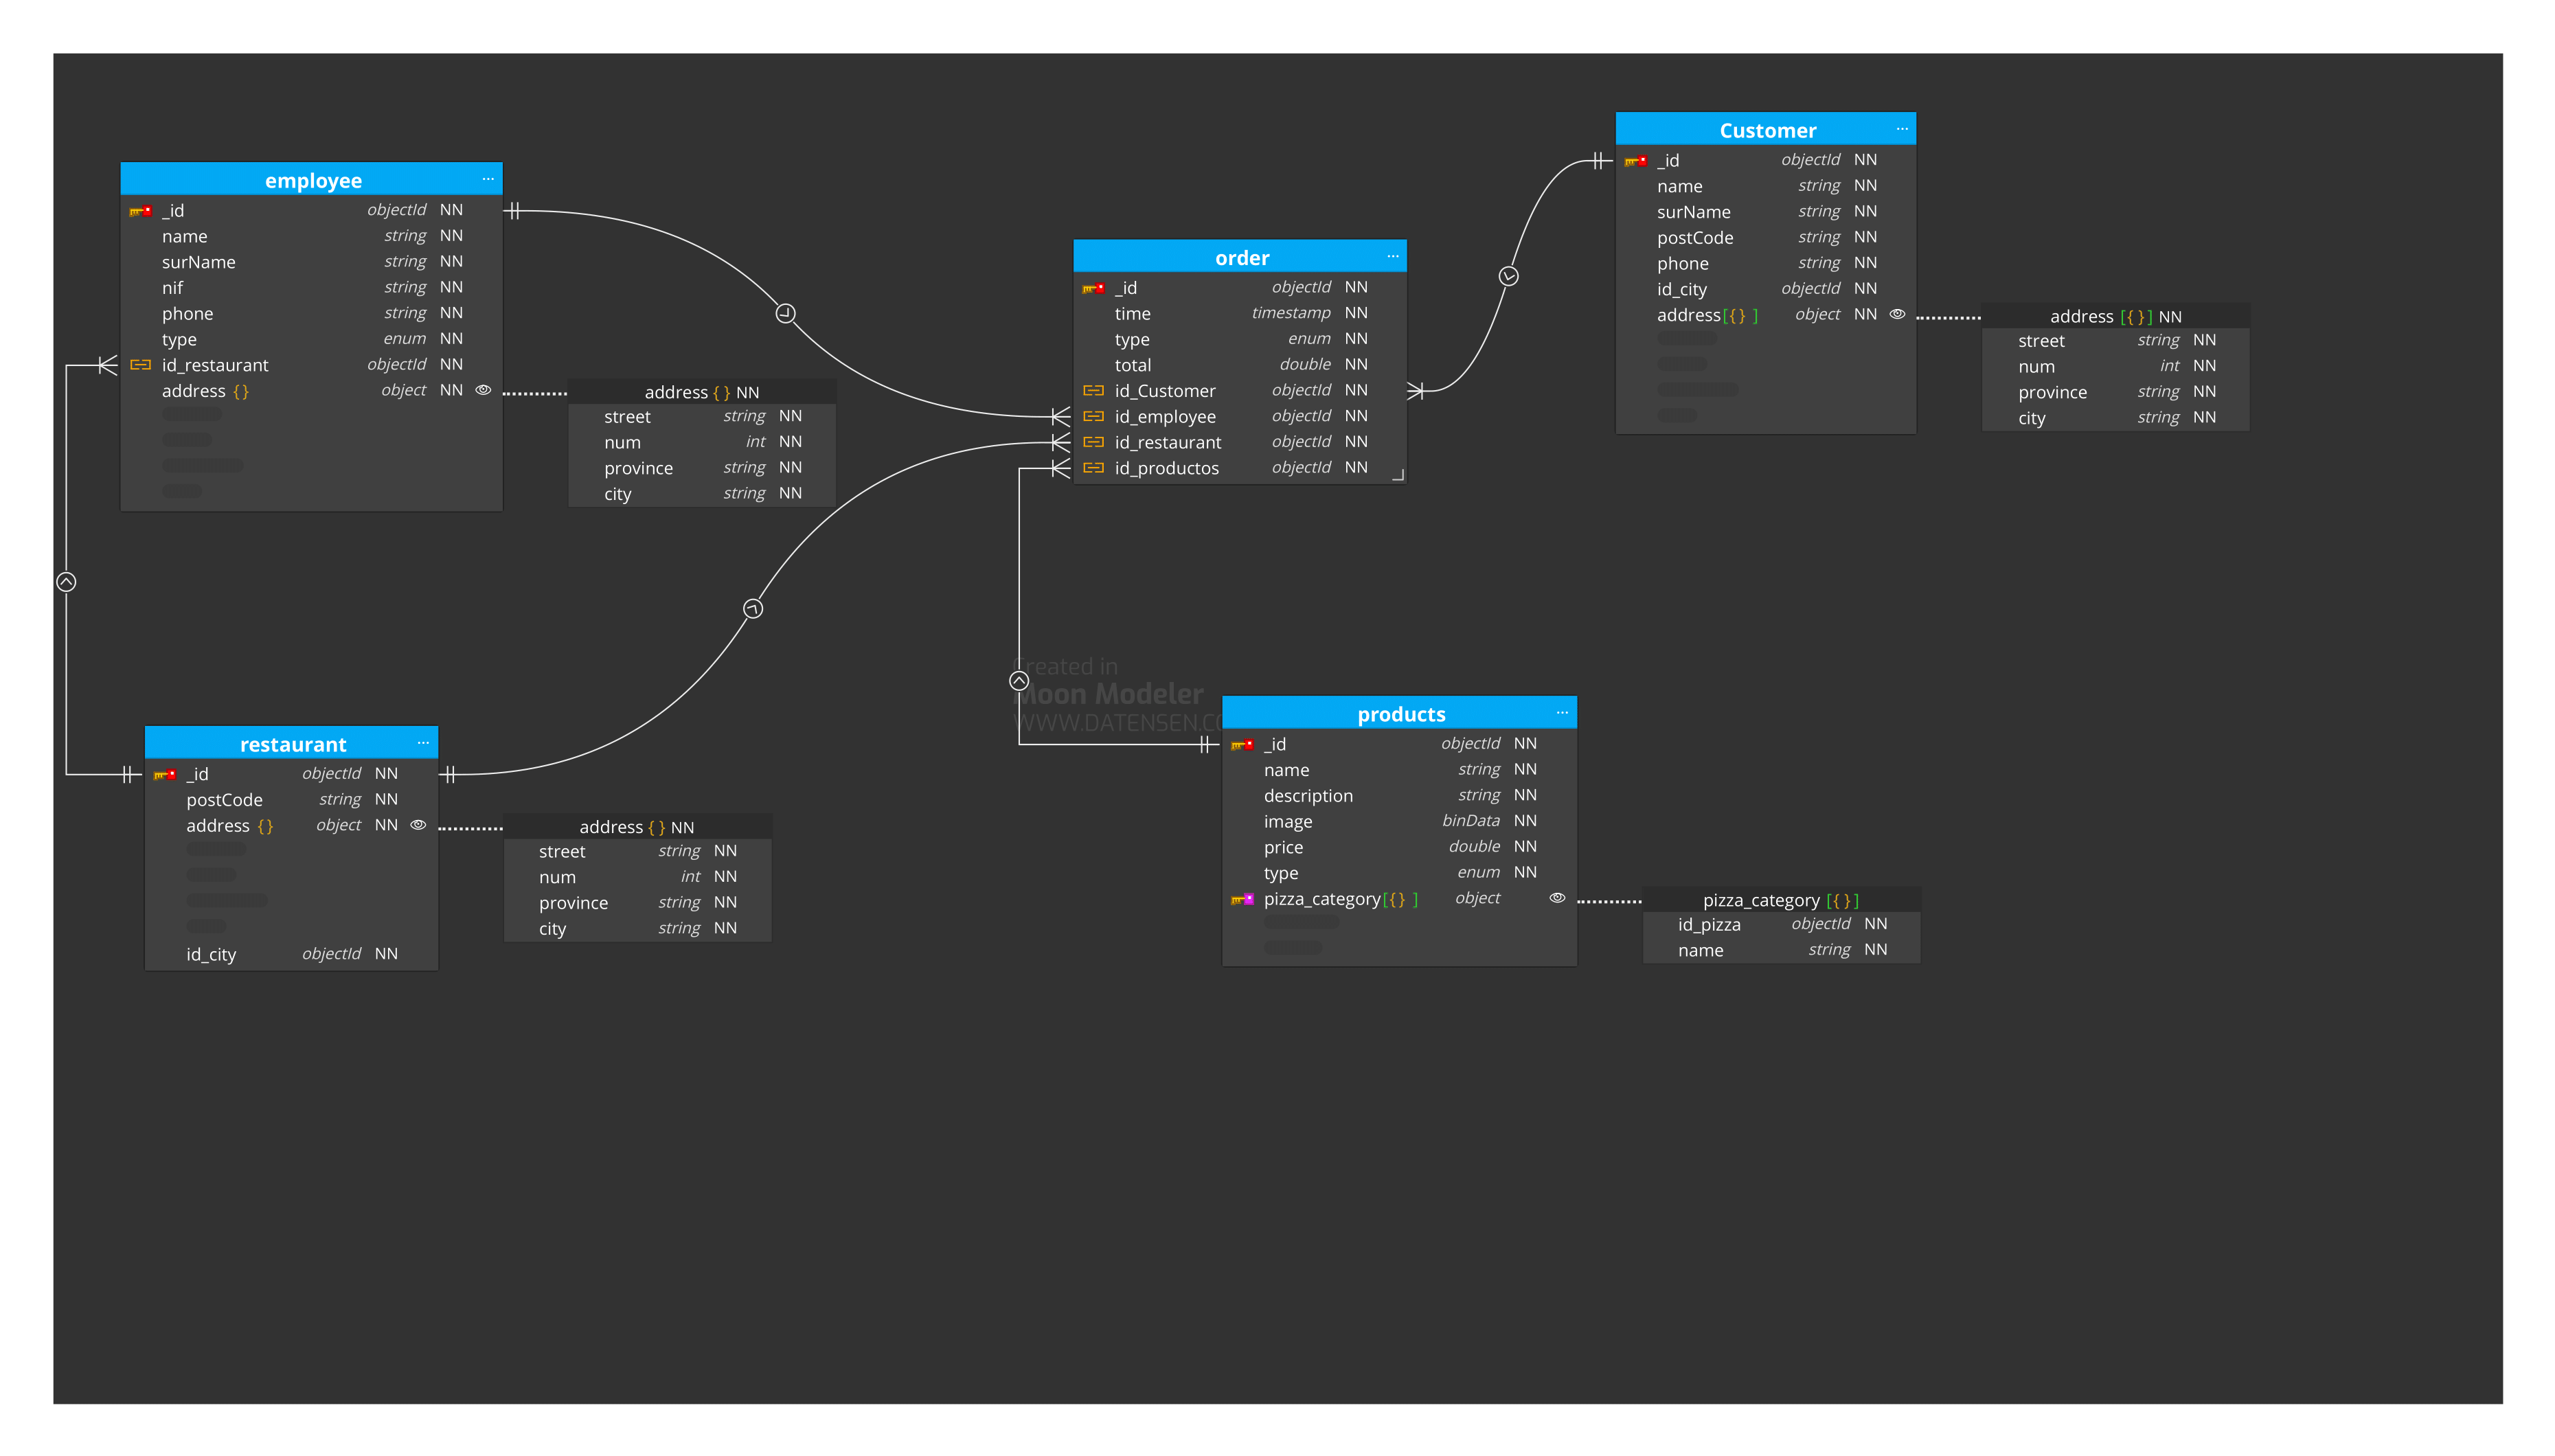 employee ...
_id objectId NN
name string NN
surName string NN
nif string NN
phone string NN
type enum NN
id_restaurant objectId NN
address {} object NN
address { } NN
street string NN
num int NN
province string NN
city string NN
order ...
_id objectId NN
time timestamp NN
type enum NN
total double NN
id_Customer objectId NN
id_employee objectId NN
id_restaurant objectId NN
id_productos objectId NN
Customer ...
_id objectId NN
name string NN
surName string NN
postCode string NN
phone string NN
id_city objectId NN
address[{} ] object NN
address [{ }] NN
street string NN
num int NN
province string NN
city string NN
restaurant ...
_id objectId NN
postCode string NN
address {} object NN
id_city objectId NN
address { } NN
street string NN
num int NN
province string NN
city string NN
Created in
Moon Modeler
WWW.DATENSEN.CO
products ...
_id objectId NN
name string NN
description string NN
image binData NN
price double NN
type enum NN
pizza_category[{} ] object
pizza_category [{ }]
id_pizza objectId NN
name string NN